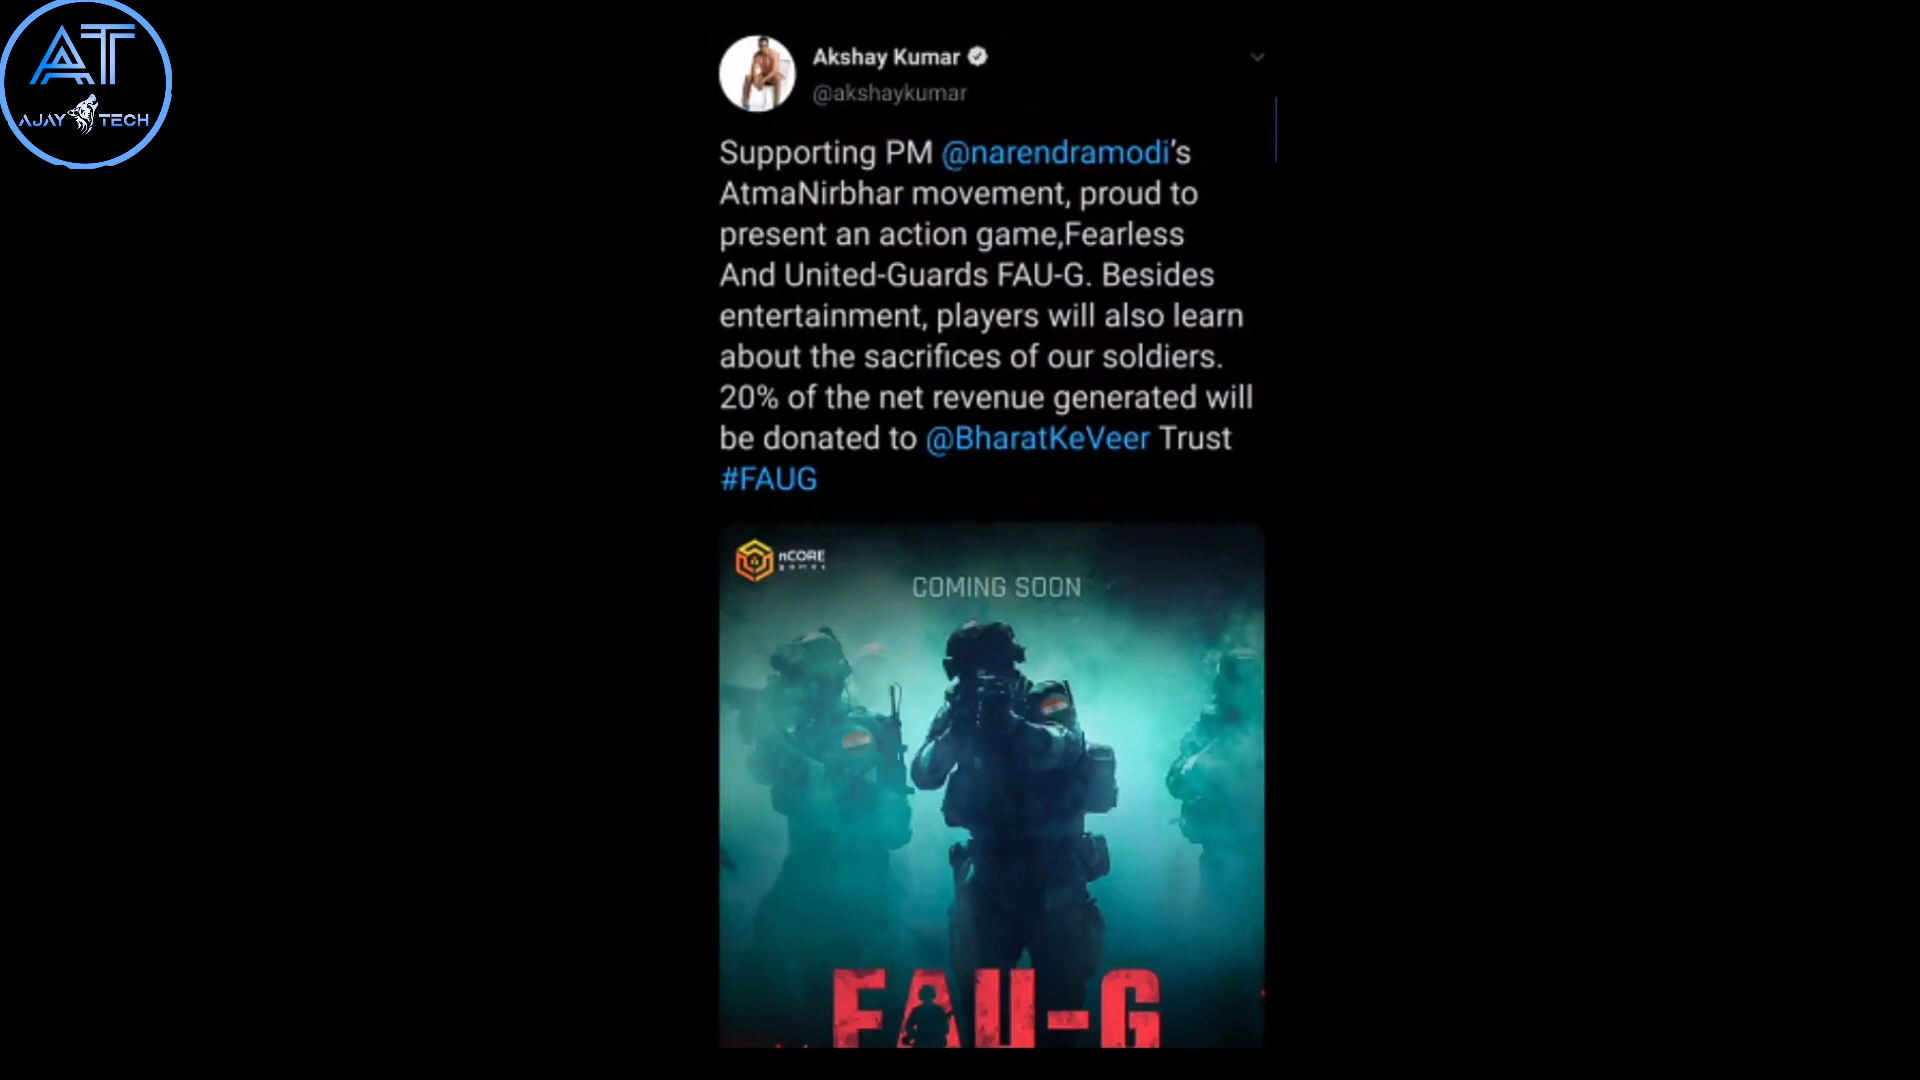 AT
AJAY TECH
Akshay Kumar
@akshaykumar
Supporting PM @narendramodi's
AtmaNirbhar movement, proud to
present an action game,Fearless
And United-Guards FAU-G. Besides
entertainment, players will also learn
about the sacrifices of our soldiers.
20% of the net revenue generated will
be donated to @BharatKeVeer Trust
#FAUG
nCORE
games
COMING SOON
FAU-G